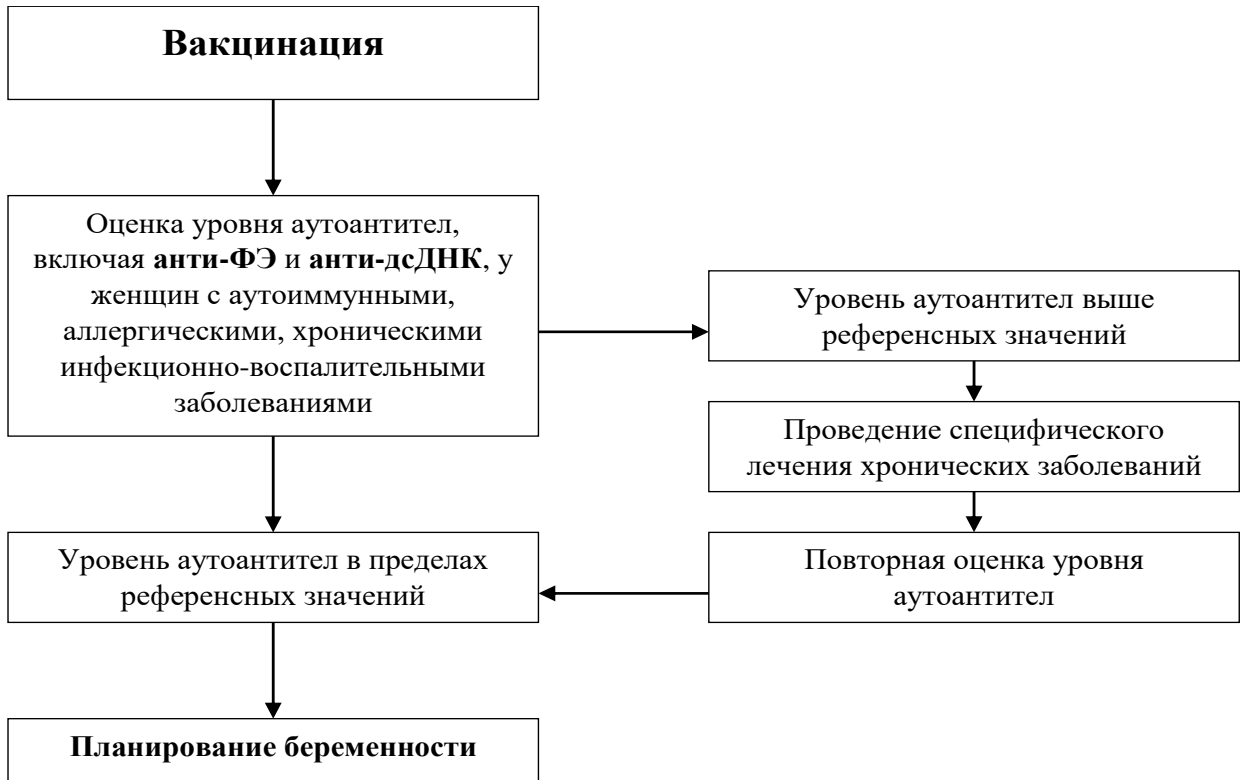 Вакцинация
Оценка уровня аутоантител,
включая анти-ФЭ и анти-дсДНК, у
женщин с аутоиммунными,
аллергическими, хроническими
инфекционно-воспалительными
заболеваниями
Уровень аутоантител выше
референсных значений
Проведение специфического
лечения хронических заболеваний
Повторная оценка уровня
аутоантител
Уровень аутоантител в пределах
референсных значений
Планирование беременности